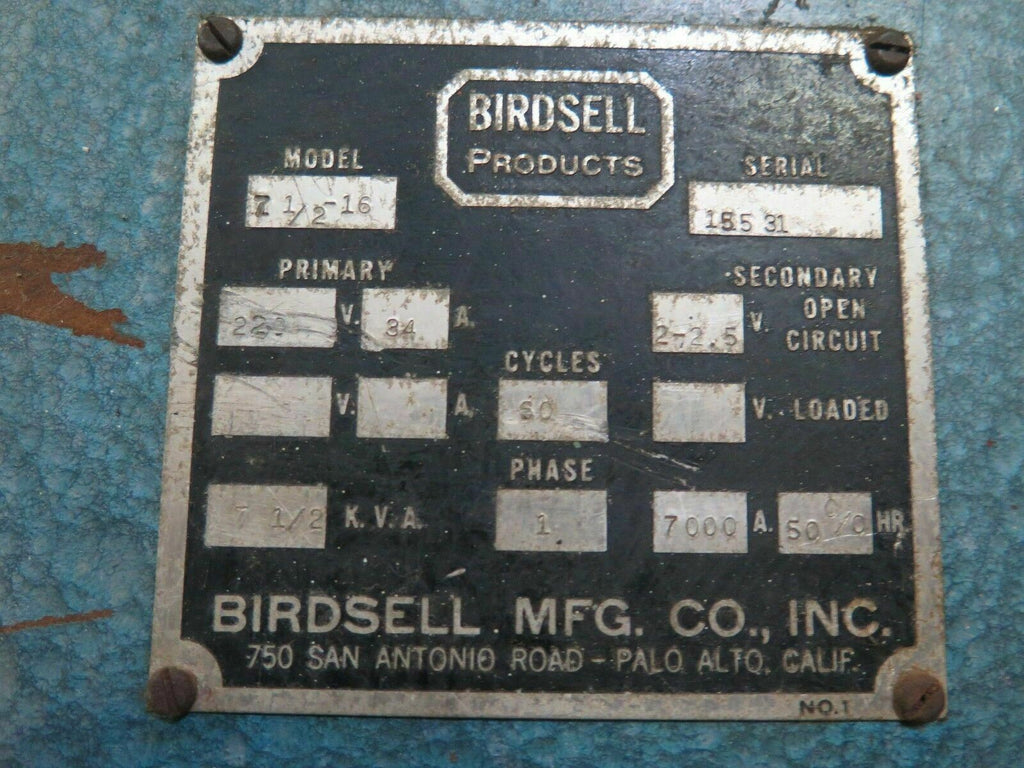 BIRDSELL
PRODUCTS
MODEL
7 1/2-16
SERIAL
15531
PRIMARY
V. 34 A.
SECONDARY
OPEN
CIRCUIT
2-2.5 V.
CYCLES
60
V. A.
V. - LOADED
PHASE
7 1/2 K.V.A.
1
7000 A. 50% HR.
BIRDSELL MFG. CO., INC.
750 SAN ANTONIO ROAD - PALO ALTO, CALIF.
NO.1